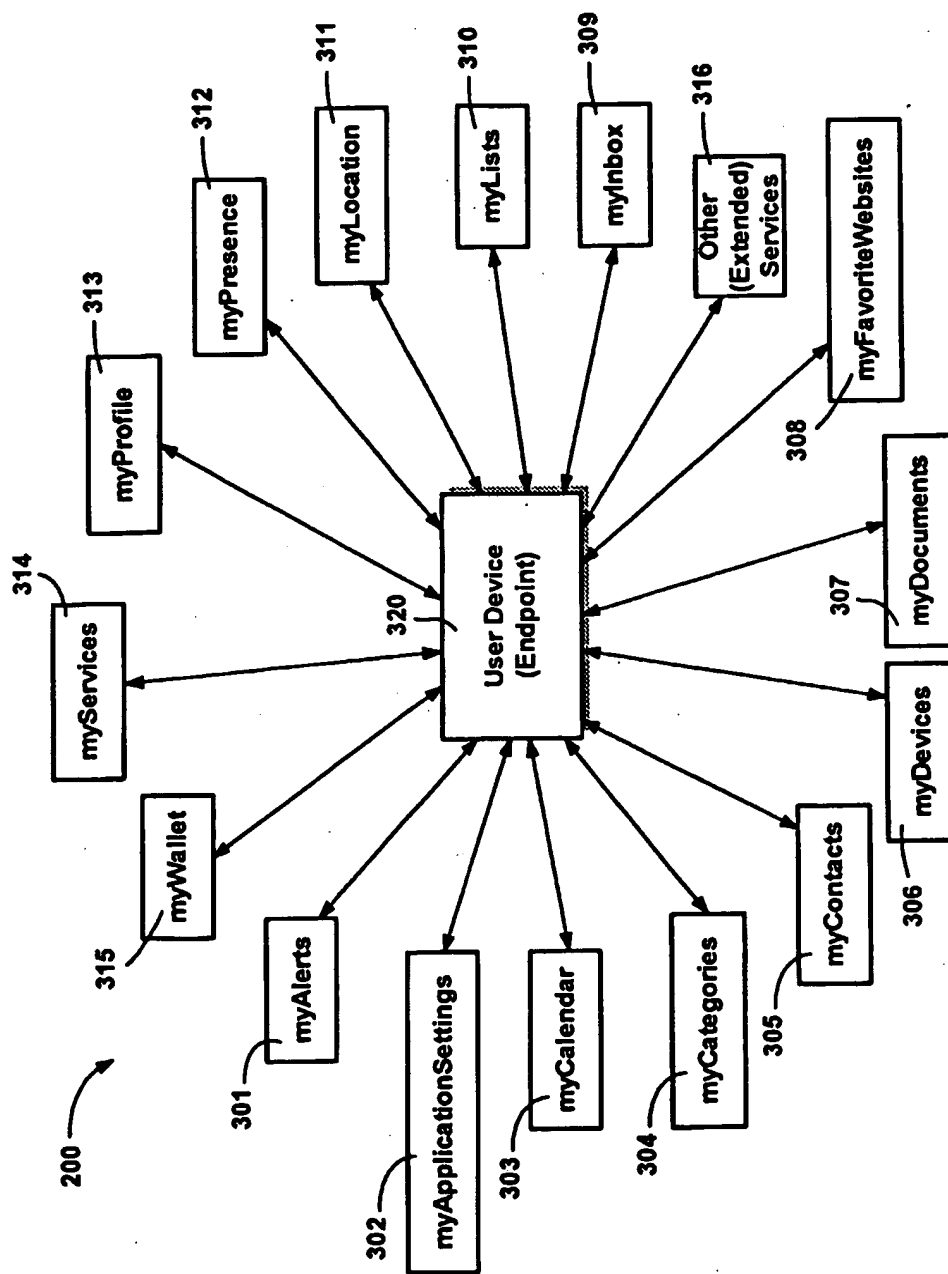 200
314
myServices
313
myProfile
312
myPresence
311
myLocation
310
myLists
309
myInbox
316
Other
(Extended)
Services
308
myFavoriteWebsites
307
myDocuments
306
myDevices
305
myContacts
304
myCategories
303
myCalendar
302
myApplicationSettings
301
myAlerts
315
myWallet
320
User Device
(Endpoint)